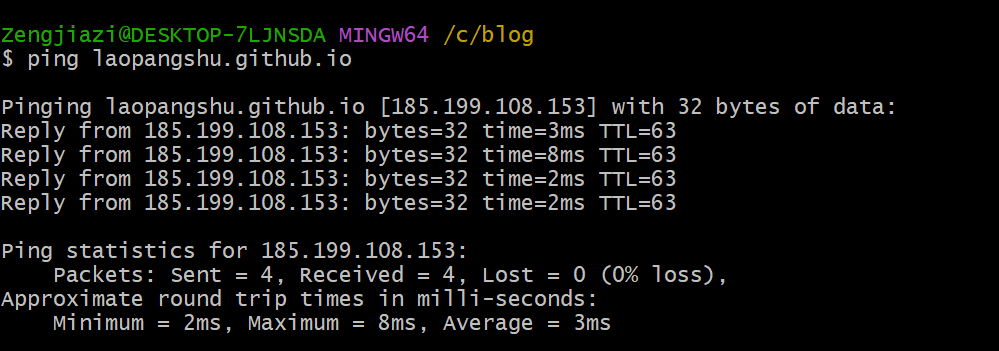 Zengjiazi@DESKTOP-7LJNSDA MINGW64 /c/blog
$ ping laopangshu.github.io
Pinging laopangshu.github.io [185.199.108.153] with 32 bytes of data:
Reply from 185.199.108.153: bytes=32 time=3ms TTL=63
Reply from 185.199.108.153: bytes=32 time=8ms TTL=63
Reply from 185.199.108.153: bytes=32 time=2ms TTL=63
Reply from 185.199.108.153: bytes=32 time=2ms TTL=63
Ping statistics for 185.199.108.153:
    Packets: Sent = 4, Received = 4, Lost = 0 (0% loss),
Approximate round trip times in milli-seconds:
    Minimum = 2ms, Maximum = 8ms, Average = 3ms